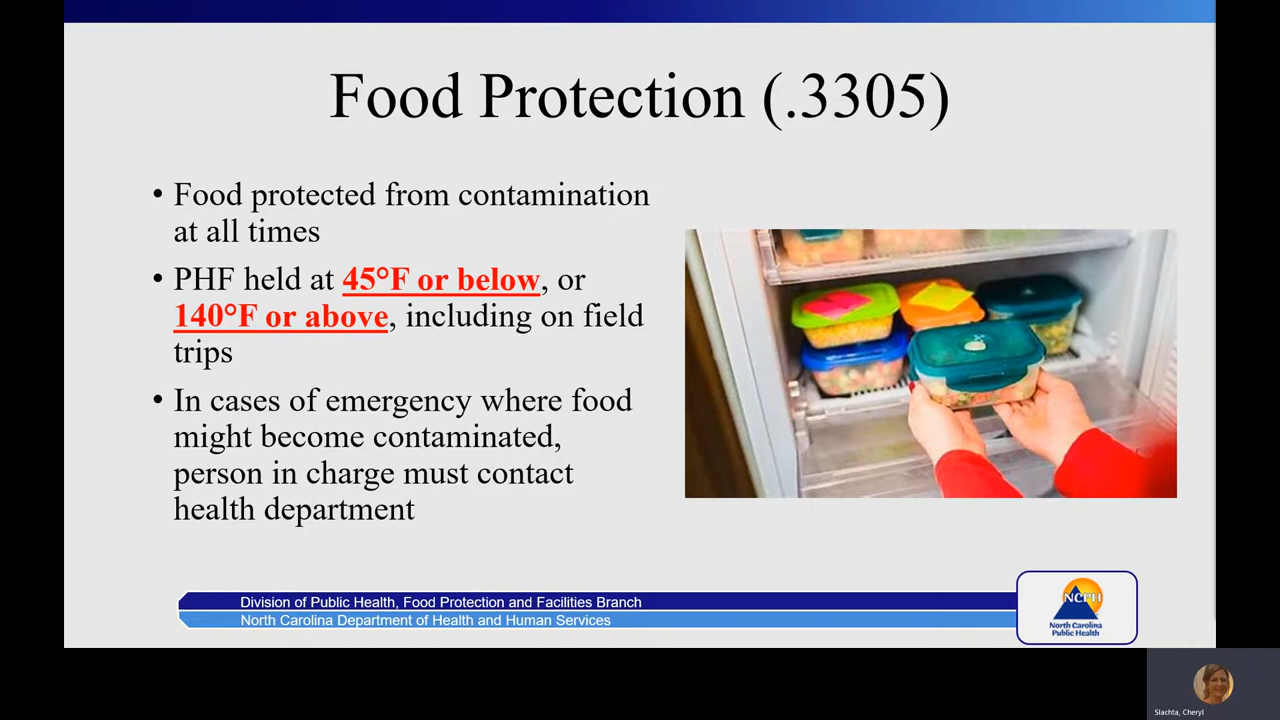 Food Protection (.3305)
• Food protected from contamination
at all times
• PHF held at 45°F or below, or
140°F or above, including on field
trips
• In cases of emergency where food
might become contaminated,
person in charge must contact
health department
Division of Public Health, Food Protection and Facilities Branch
North Carolina Department of Health and Human Services
NCPH
North Carolina
Public Health
Slachta, Cheryl